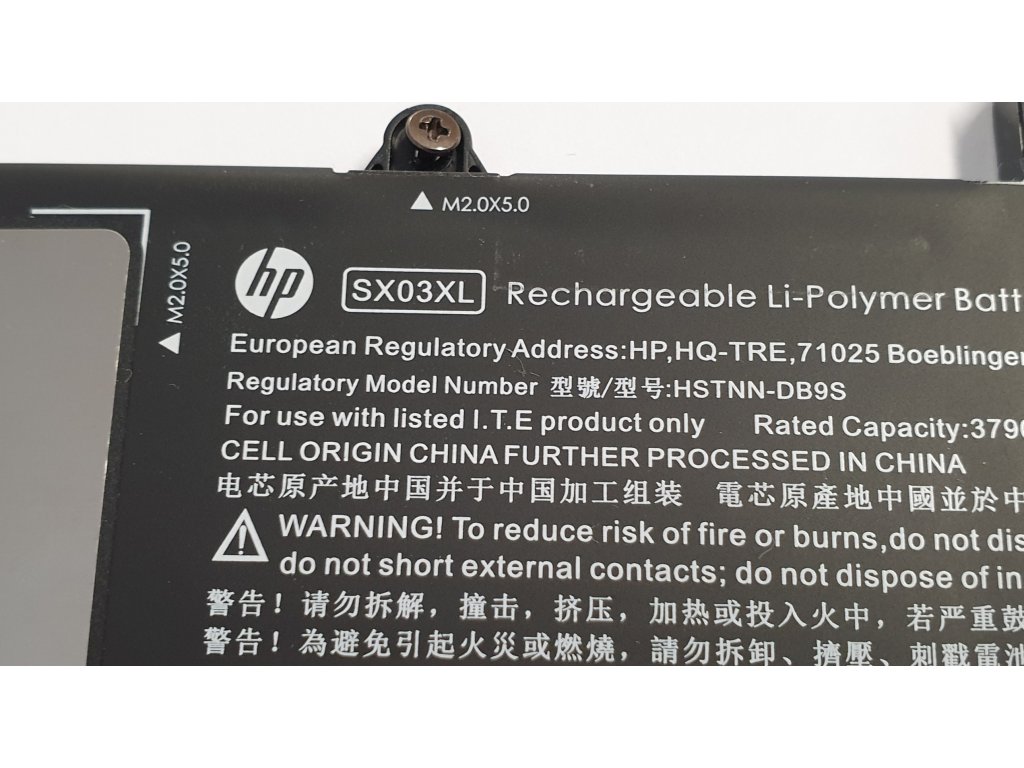 M2.0X5.0
M2.0X5.0
hp SX03XL Rechargeable Li-Polymer Batt
European Regulatory Address:HP,HQ-TRE,71025 Boeblingen
Regulatory Model Number 型號/型号:HSTNN-DB9S
For use with listed I.T.E product only Rated Capacity:3790
CELL ORIGIN CHINA FURTHER PROCESSED IN CHINA
电芯原产地中国并于中国加工组装 電芯原產地中國並於中
WARNING! To reduce risk of fire or burns,do not dis
do not short external contacts; do not dispose of in
警告！请勿拆解，撞击，挤压，加热或投入火中，若严重鼓
警告！為避免引起火災或燃燒，請勿拆卸、擠壓、刺戳電池